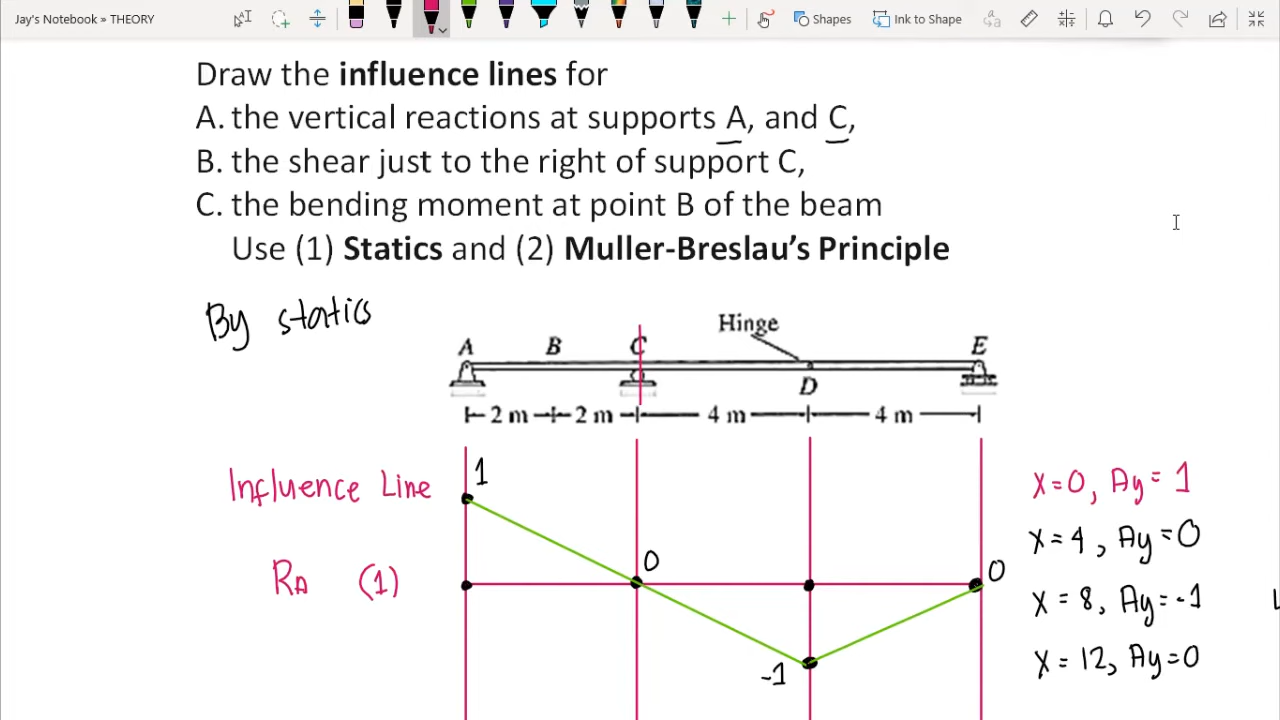 Jay's Notebook » THEORY
Shapes
Ink to Shape
Draw the influence lines for
A. the vertical reactions at supports A, and C,
B. the shear just to the right of support C,
C. the bending moment at point B of the beam
Use (1) Statics and (2) Muller-Breslau’s Principle
By statics
Hinge
A B C E
D
2 m 2 m 4 m 4 m
1
Influence Line
X=0, Ay = 1
0
X=4, Ay=0
RA (1)
0
X = 8, Ay=-1
-1
X = 12, Ay=0